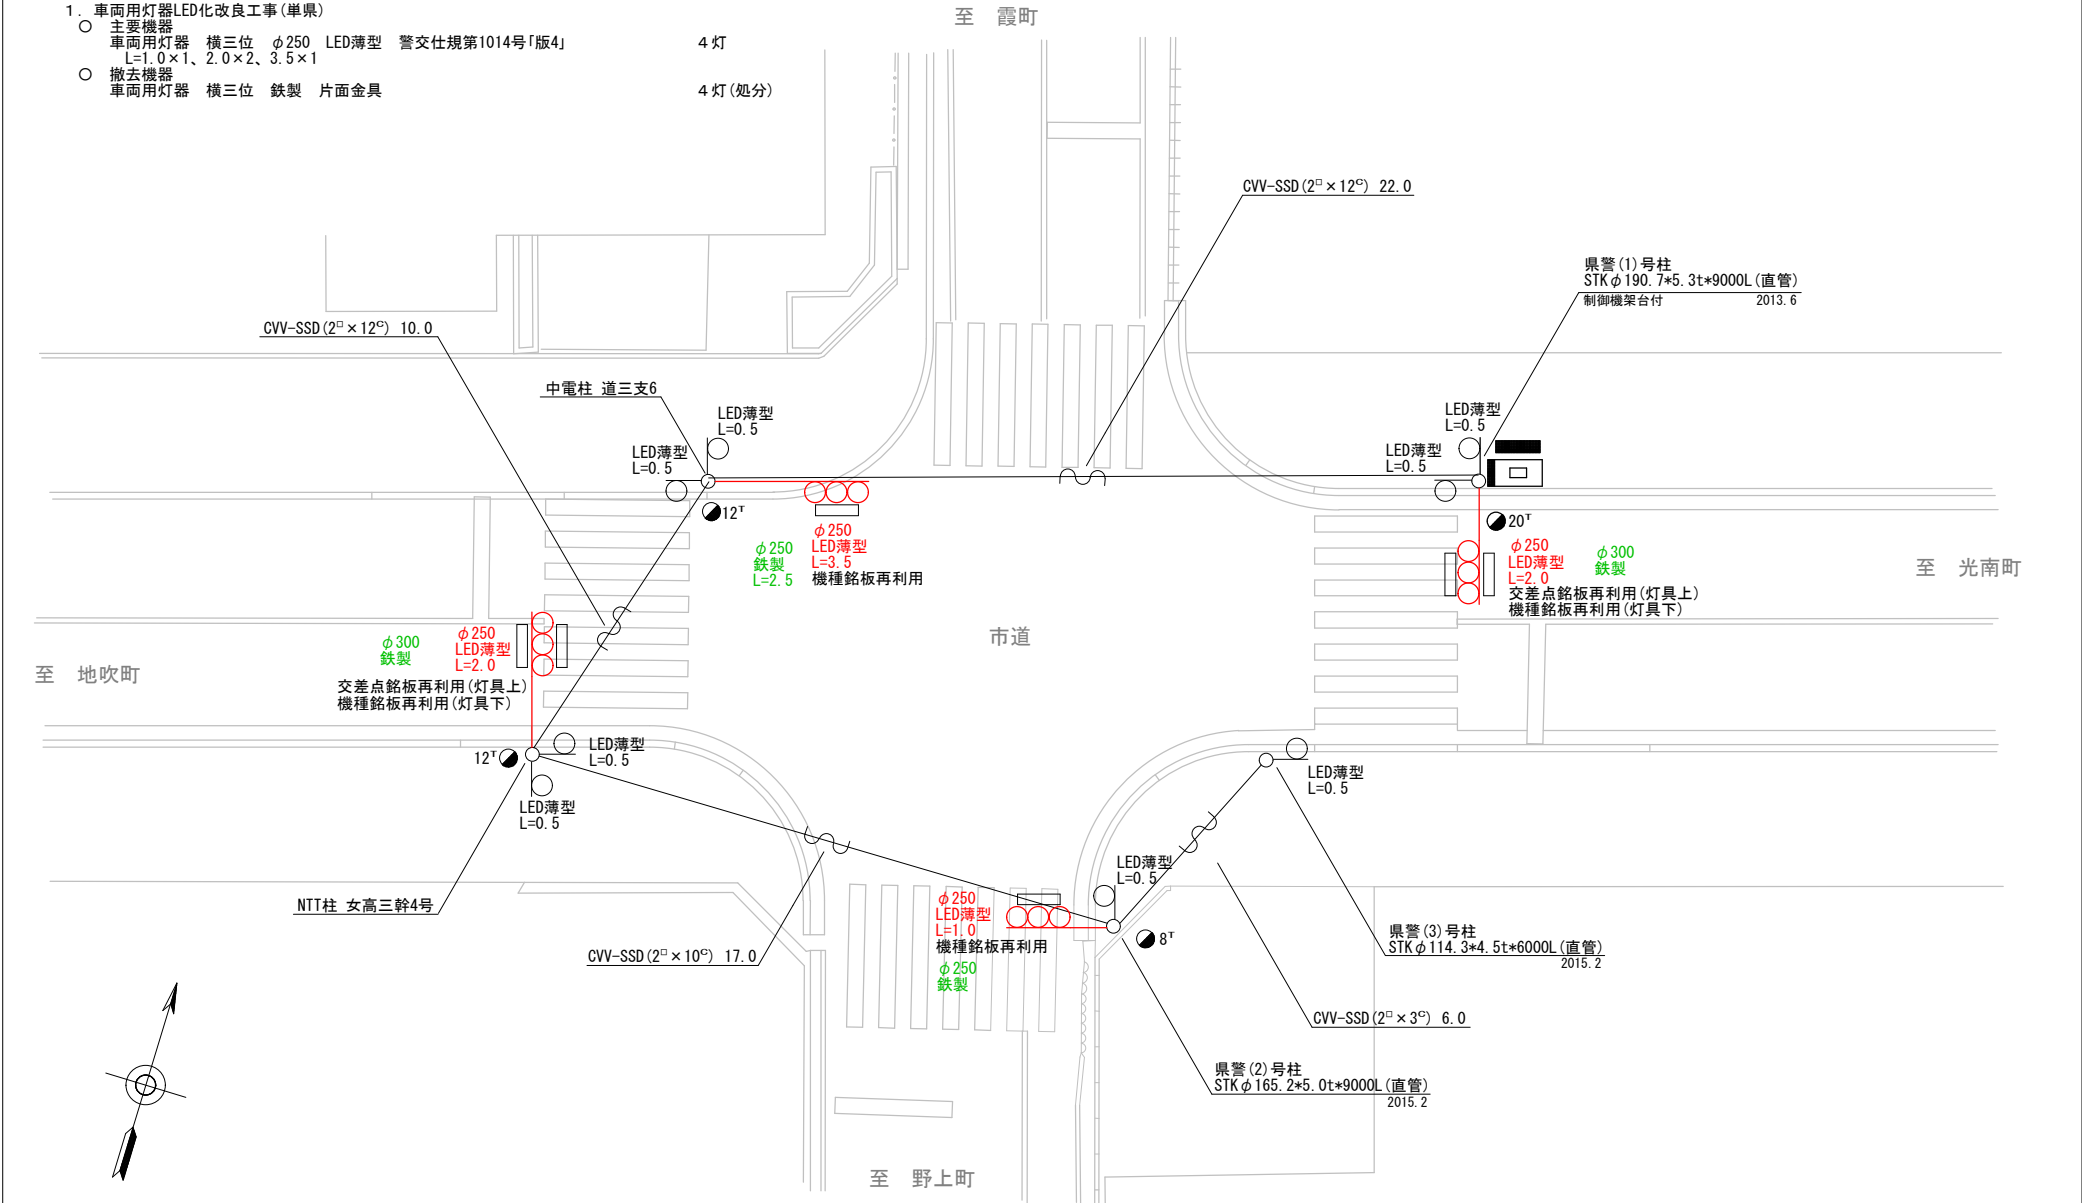 1. 車両用灯器LED化改良工事(単県)
○ 主要機器
車両用灯器 横三位 φ250 LED薄型 警交仕規第1014号「版4」 4灯
L=1.0×1、2.0×2、3.5×1
○ 撤去機器
車両用灯器 横三位 鉄製 片面金具 4灯(処分)
至 霞町
CVV-SSD(2□×12C) 22.0
県警(1)号柱
STKφ190.7*5.3t*9000L(直管)
制御機架台付 2013.6
CVV-SSD(2□×12C) 10.0
中電柱 道三支6
LED薄型
L=0.5
LED薄型
L=0.5
LED薄型
L=0.5
LED薄型
L=0.5
12T
20T
φ250
鉄製
L=2.5
φ250
LED薄型
L=3.5
機種銘板再利用
φ250
LED薄型
L=2.0
交差点銘板再利用(灯具上)
機種銘板再利用(灯具下)
φ300
鉄製
至 光南町
市道
φ300
鉄製
φ250
LED薄型
L=2.0
交差点銘板再利用(灯具上)
機種銘板再利用(灯具下)
至 地吹町
12T
LED薄型
L=0.5
LED薄型
L=0.5
LED薄型
L=0.5
LED薄型
L=0.5
NTT柱 女高三幹4号
φ250
LED薄型
L=1.0
機種銘板再利用
φ250
鉄製
8T
CVV-SSD(2□×10C) 17.0
県警(3)号柱
STKφ114.3*4.5t*6000L(直管)
2015.2
CVV-SSD(2□×3C) 6.0
県警(2)号柱
STKφ165.2*5.0t*9000L(直管)
2015.2
至 野上町